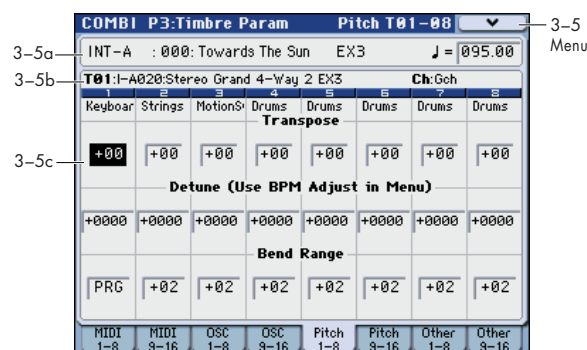 COMBI P3:Timbre Param Pitch T01-08
3–5
Menu
3–5a
INT-A : 000: Towards The Sun EX3 ♩ = 095.00
3–5b
T01:I-A020:Stereo Grand 4-Way 2 EX3 Ch:Gch
1 2 3 4 5 6 7 8
Keyboar Strings MotionS Drums Drums Drums Drums Drums
Transpose
3–5c
+00 +00 +00 +00 +00 +00 +00 +00
Detune (Use BPM Adjust in Menu)
+0000 +0000 +0000 +0000 +0000 +0000 +0000 +0000
Bend Range
PRG +02 +02 +02 +02 +02 +02 +02
MIDI 1-8 MIDI 9-16 OSC 1-8 OSC 9-16 Pitch 1-8 Pitch 9-16 Other 1-8 Other 9-16